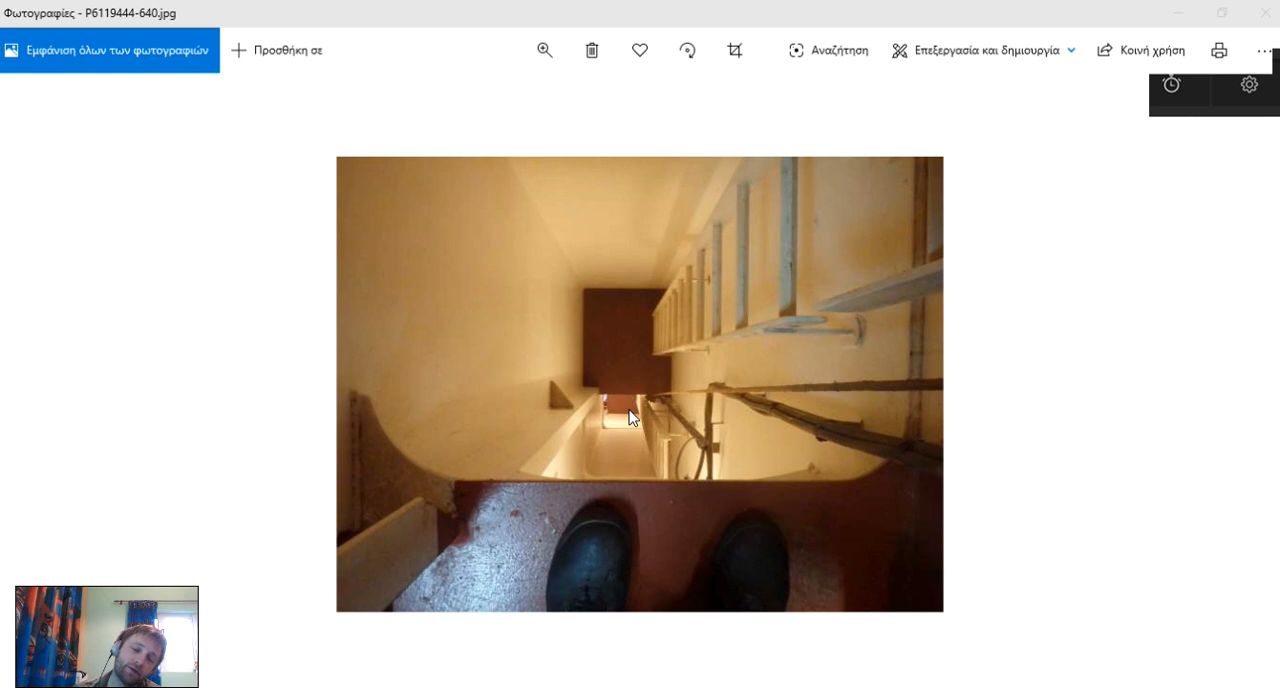 Φωτογραφίες - P6119444-640.jpg
Εμφάνιση όλων των φωτογραφιών
Προσθήκη σε
Αναζήτηση
Επεξεργασία και δημιουργία
Κοινή χρήση